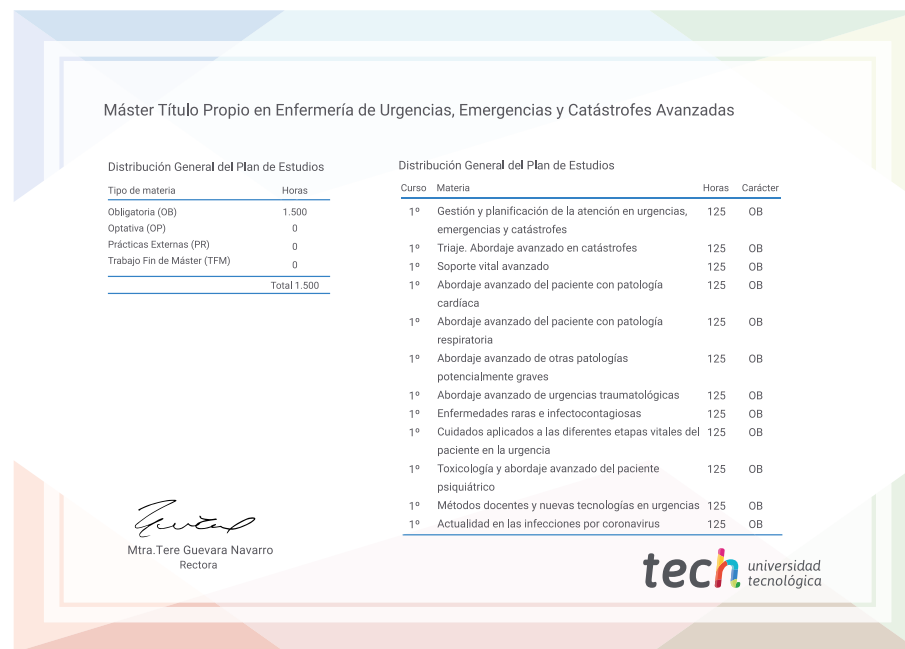 Máster Título Propio en Enfermería de Urgencias, Emergencias y Catástrofes Avanzadas
Distribución General del Plan de Estudios
Tipo de materia Horas
Obligatoria (OB) 1.500
Optativa (OP) 0
Prácticas Externas (PR) 0
Trabajo Fin de Máster (TFM) 0
Total 1.500
Distribución General del Plan de Estudios
Curso Materia Horas Carácter
1º Gestión y planificación de la atención en urgencias, 125 OB
emergencias y catástrofes
1º Triaje. Abordaje avanzado en catástrofes 125 OB
1º Soporte vital avanzado 125 OB
1º Abordaje avanzado del paciente con patología 125 OB
cardíaca
1º Abordaje avanzado del paciente con patología 125 OB
respiratoria
1º Abordaje avanzado de otras patologías 125 OB
potencialmente graves
1º Abordaje avanzado de urgencias traumatológicas 125 OB
1º Enfermedades raras e infectocontagiosas 125 OB
1º Cuidados aplicados a las diferentes etapas vitales del 125 OB
paciente en la urgencia
1º Toxicología y abordaje avanzado del paciente 125 OB
psiquiátrico
1º Métodos docentes y nuevas tecnologías en urgencias 125 OB
1º Actualidad en las infecciones por coronavirus 125 OB
Mtra.Tere Guevara Navarro
Rectora
tech universidad
tecnológica